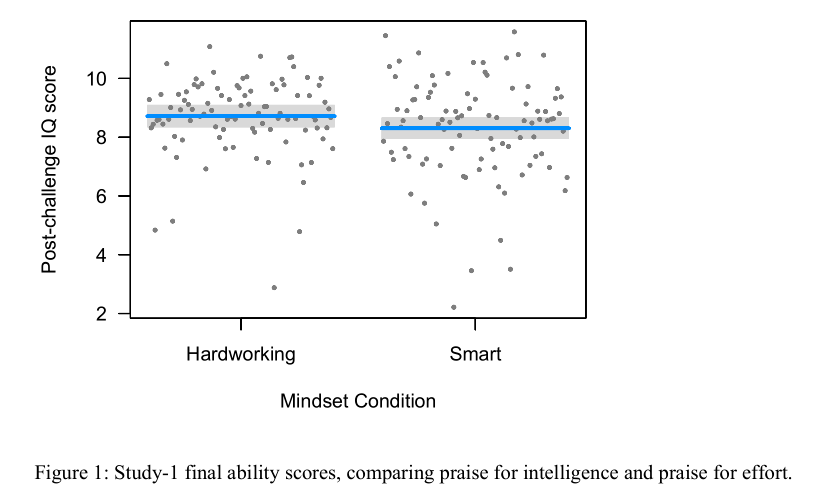 Post-challenge IQ score
10
8
6
4
2
Hardworking
Smart
Mindset Condition
Figure 1: Study-1 final ability scores, comparing praise for intelligence and praise for effort.